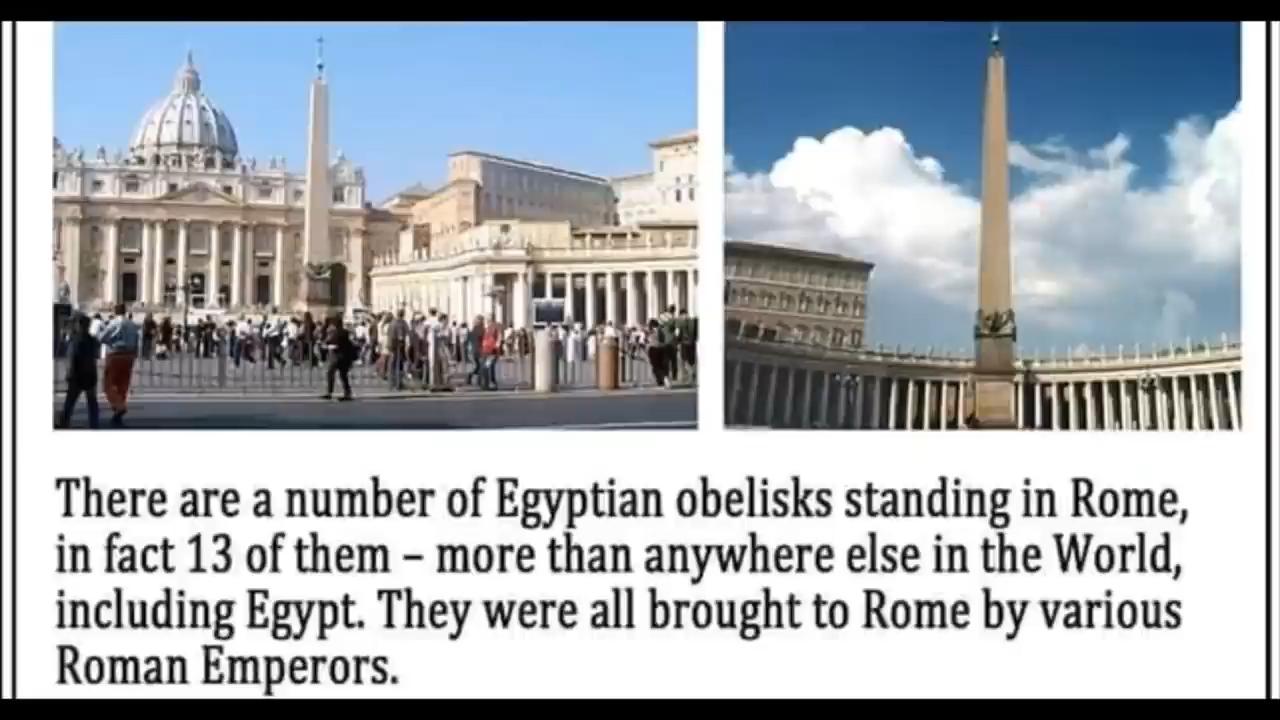 There are a number of Egyptian obelisks standing in Rome,
in fact 13 of them – more than anywhere else in the World,
including Egypt. They were all brought to Rome by various
Roman Emperors.